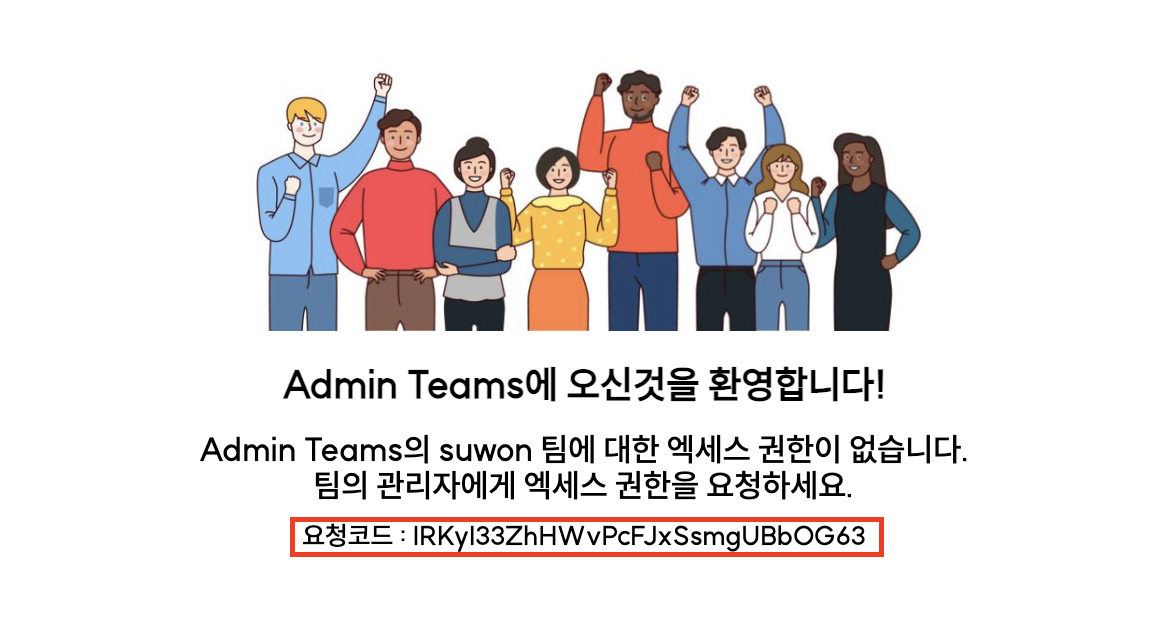 Admin Teams에 오신것을 환영합니다!
Admin Teams의 suwon 팀에 대한 엑세스 권한이 없습니다.
팀의 관리자에게 엑세스 권한을 요청하세요.
요청코드 : IRKyI33ZhHWvPcFJxSsmgUBbOG63